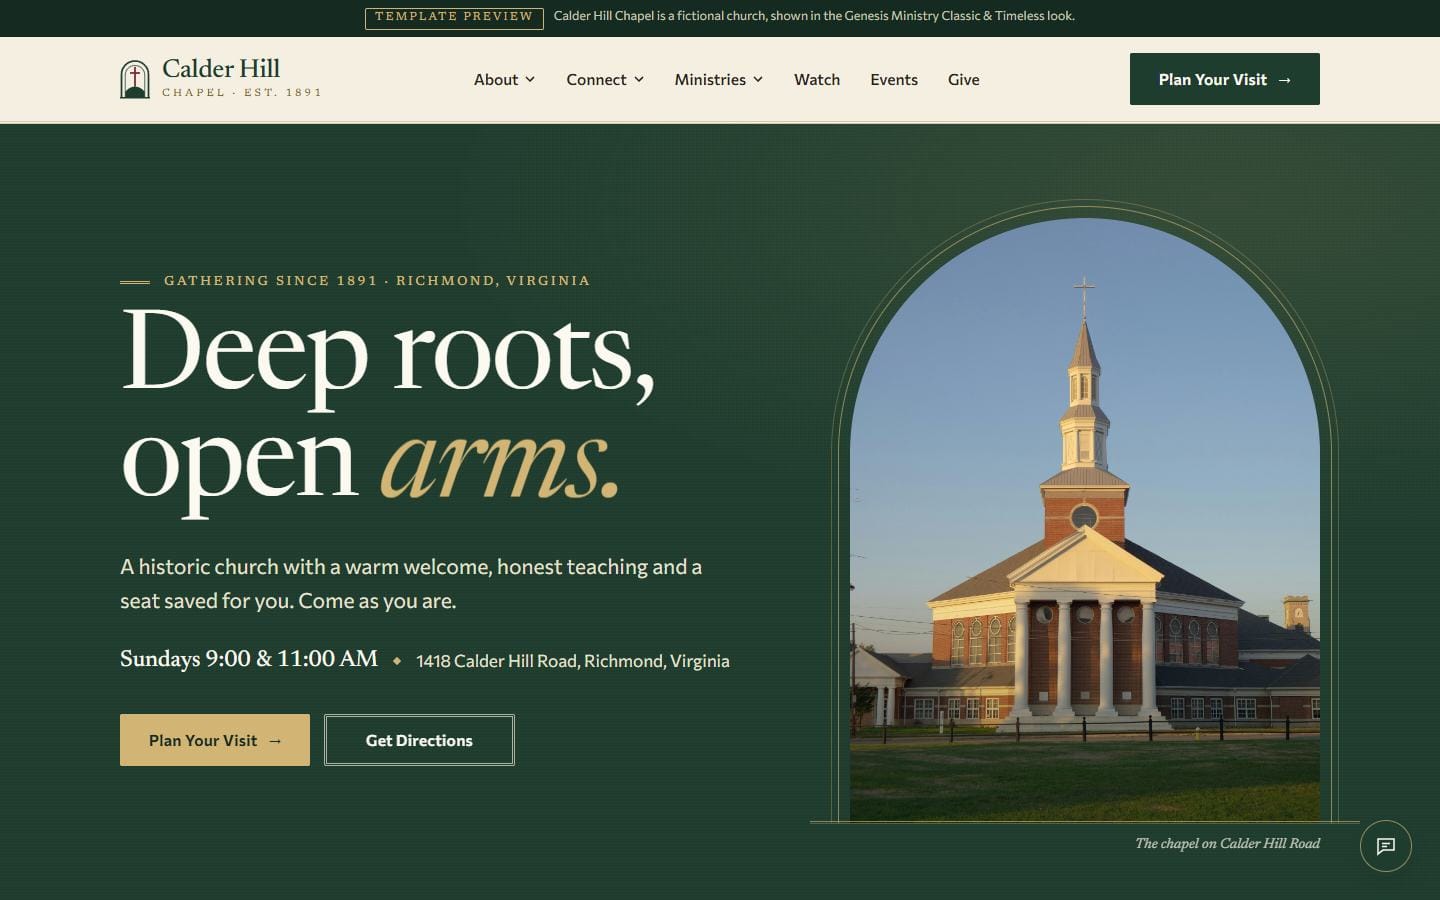 TEMPLATE PREVIEW Calder Hill Chapel is a fictional church, shown in the Genesis Ministry Classic & Timeless look.
Calder Hill
CHAPEL · EST. 1891
About Connect Ministries Watch Events Give
Plan Your Visit →
GATHERING SINCE 1891 · RICHMOND, VIRGINIA
Deep roots,
open arms.
A historic church with a warm welcome, honest teaching and a
seat saved for you. Come as you are.
Sundays 9:00 & 11:00 AM ◆ 1418 Calder Hill Road, Richmond, Virginia
Plan Your Visit → Get Directions
The chapel on Calder Hill Road